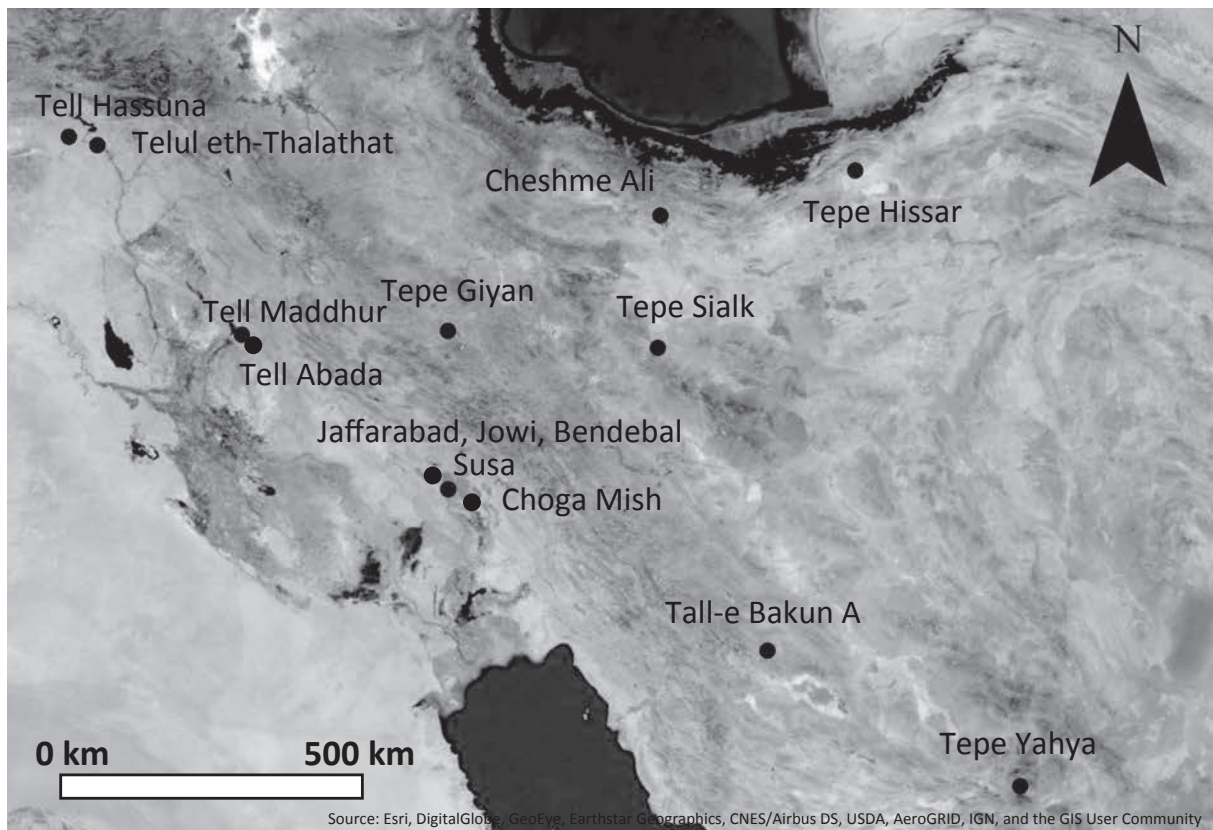 N
Tell Hassuna
Telul eth-Thalathat
Cheshme Ali
Tepe Hissar
Tepe Giyan
Tell Maddhur
Tepe Sialk
Tell Abada
Jaffarabad, Jowi, Bendebal
Susa
Choga Mish
Tall-e Bakun A
Tepe Yahya
0 km 500 km
Source: Esri, DigitalGlobe, GeoEye, Earthstar Geographics, CNES/Airbus DS, USDA, AeroGRID, IGN, and the GIS User Community